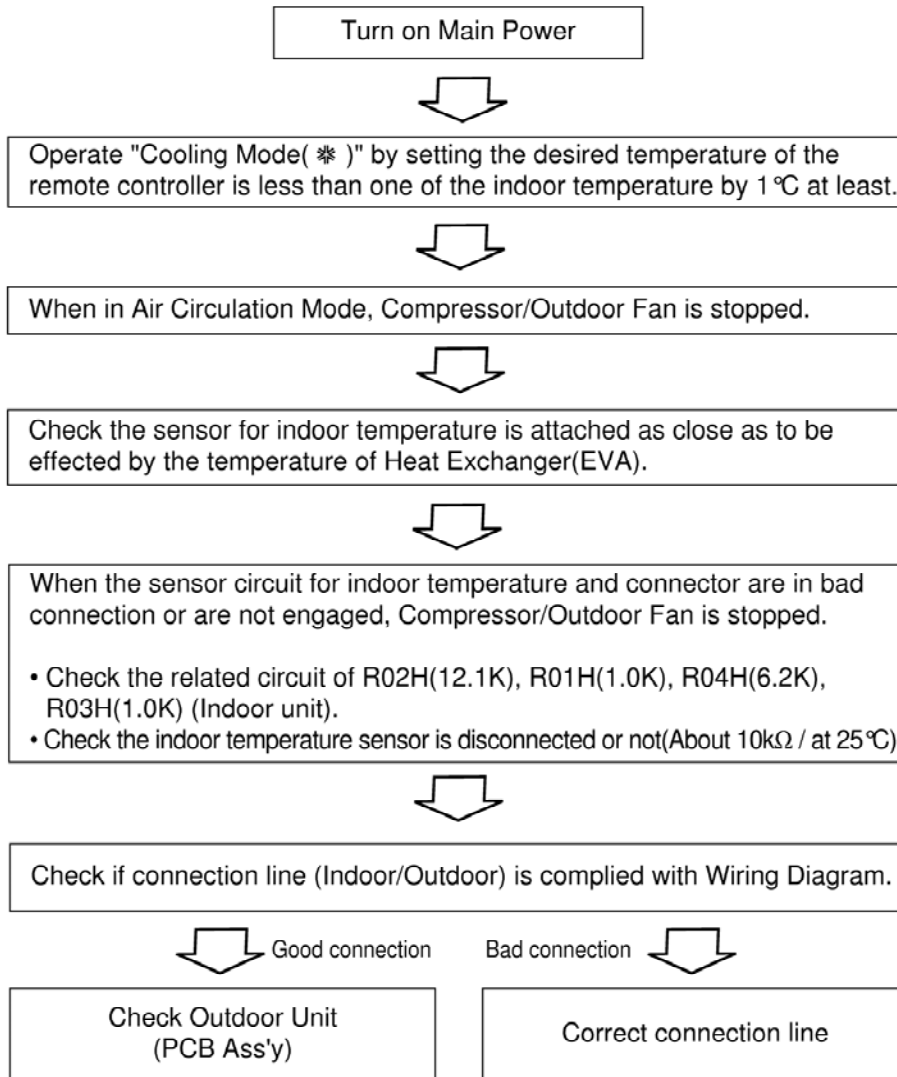 Turn on Main Power
Operate "Cooling Mode( ❄ )" by setting the desired temperature of the
remote controller is less than one of the indoor temperature by 1°C at least.
When in Air Circulation Mode, Compressor/Outdoor Fan is stopped.
Check the sensor for indoor temperature is attached as close as to be
effected by the temperature of Heat Exchanger(EVA).
When the sensor circuit for indoor temperature and connector are in bad
connection or are not engaged, Compressor/Outdoor Fan is stopped.
• Check the related circuit of R02H(12.1K), R01H(1.0K), R04H(6.2K),
R03H(1.0K) (Indoor unit).
• Check the indoor temperature sensor is disconnected or not(About 10kΩ / at 25°C)
Check if connection line (Indoor/Outdoor) is complied with Wiring Diagram.
Good connection
Bad connection
Check Outdoor Unit
(PCB Ass'y)
Correct connection line